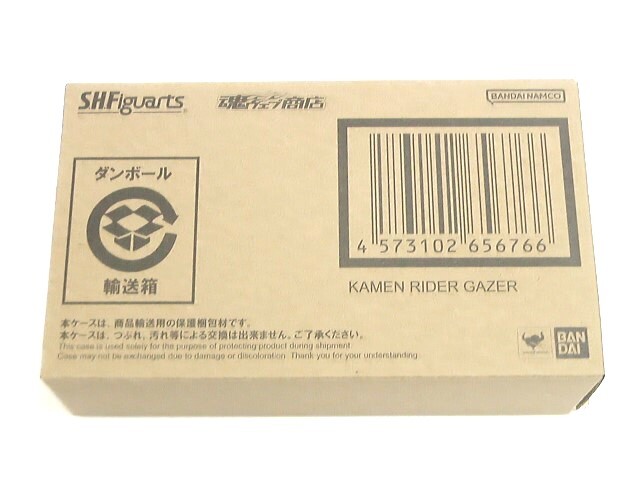 S.H.Figuarts
魂ウェブ商店
BANDAI NAMCO
ダンボール
輸送箱
4 573102 656766
KAMEN RIDER GAZER
本ケースは、商品輸送用の保護梱包材です。
本ケースは、つぶれ、汚れ等による交換は出来ません。ご了承ください。
This case is used solely for the purpose of protecting product during shipment.
Case may not be exchanged due to damage or discoloration. Thank you for your understanding.
BAN
DAI